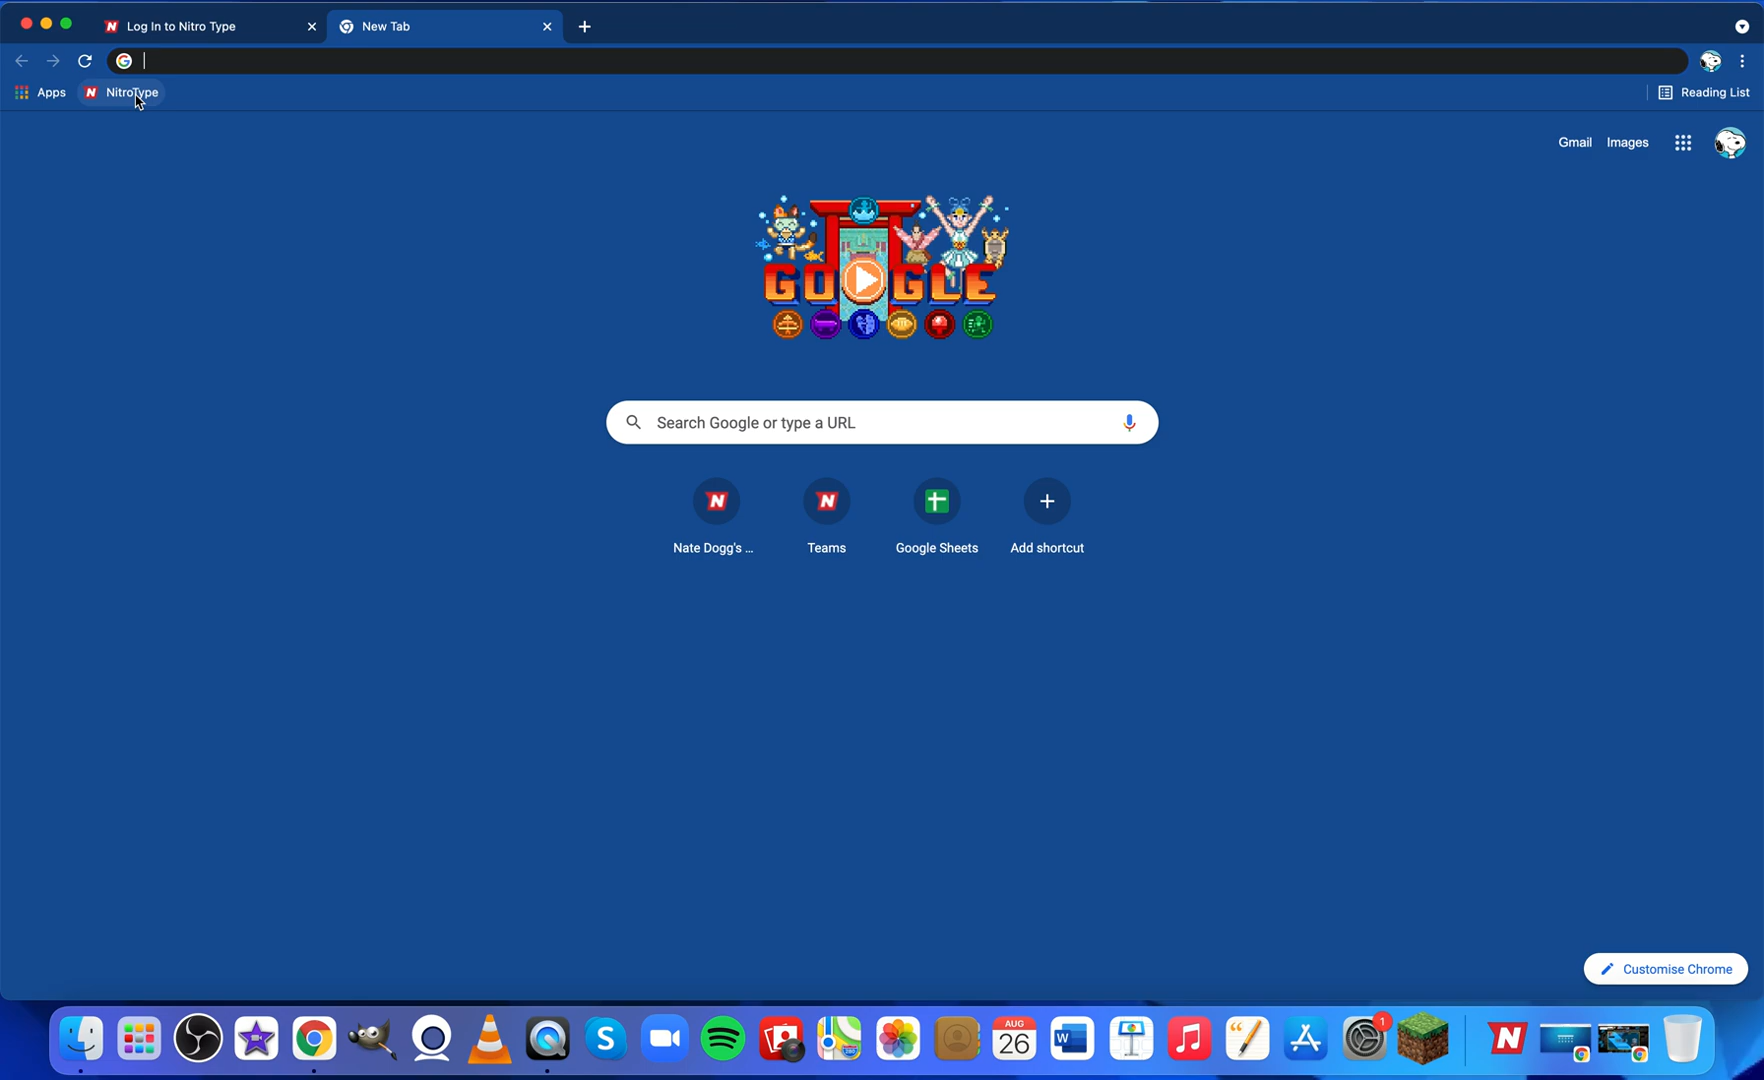 Log In to Nitro Type
New Tab
Apps
NitroType
Reading List
Gmail
Images
GOOGLE
Search Google or type a URL
Nate Dogg's ...
Teams
Google Sheets
Add shortcut
Customise Chrome
AUG
26
1